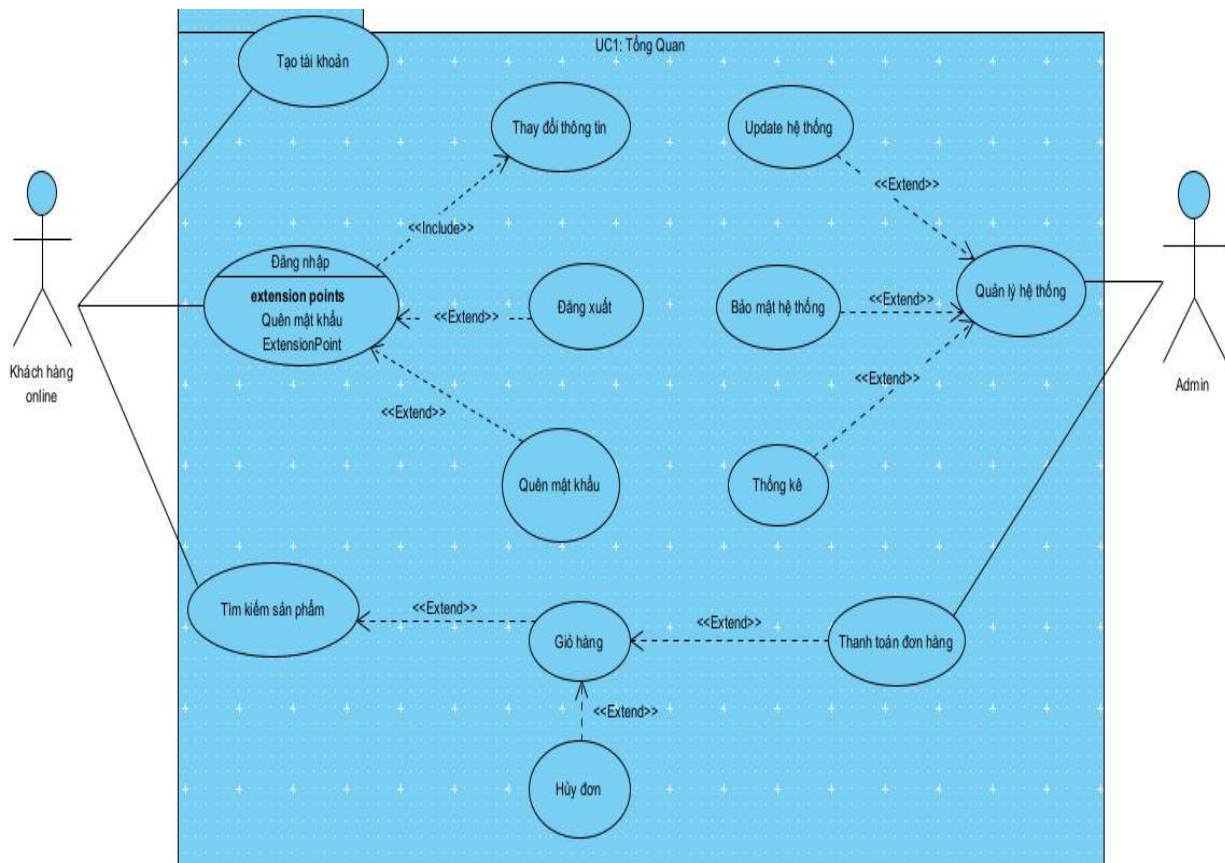 UC1: Tổng Quan
Tạo tài khoản
Thay đổi thông tin
Update hệ thống
<<Extend>>
<<Include>>
Đăng nhập
extension points
Quên mật khẩu
ExtensionPoint
<<Extend>>
Đăng xuất
Bảo mật hệ thống
<<Extend>>
Quản lý hệ thống
Khách hàng
online
Admin
<<Extend>>
<<Extend>>
Quên mật khẩu
Thống kê
Tìm kiếm sản phẩm
<<Extend>>
Giỏ hàng
<<Extend>>
Thanh toán đơn hàng
<<Extend>>
Hủy đơn